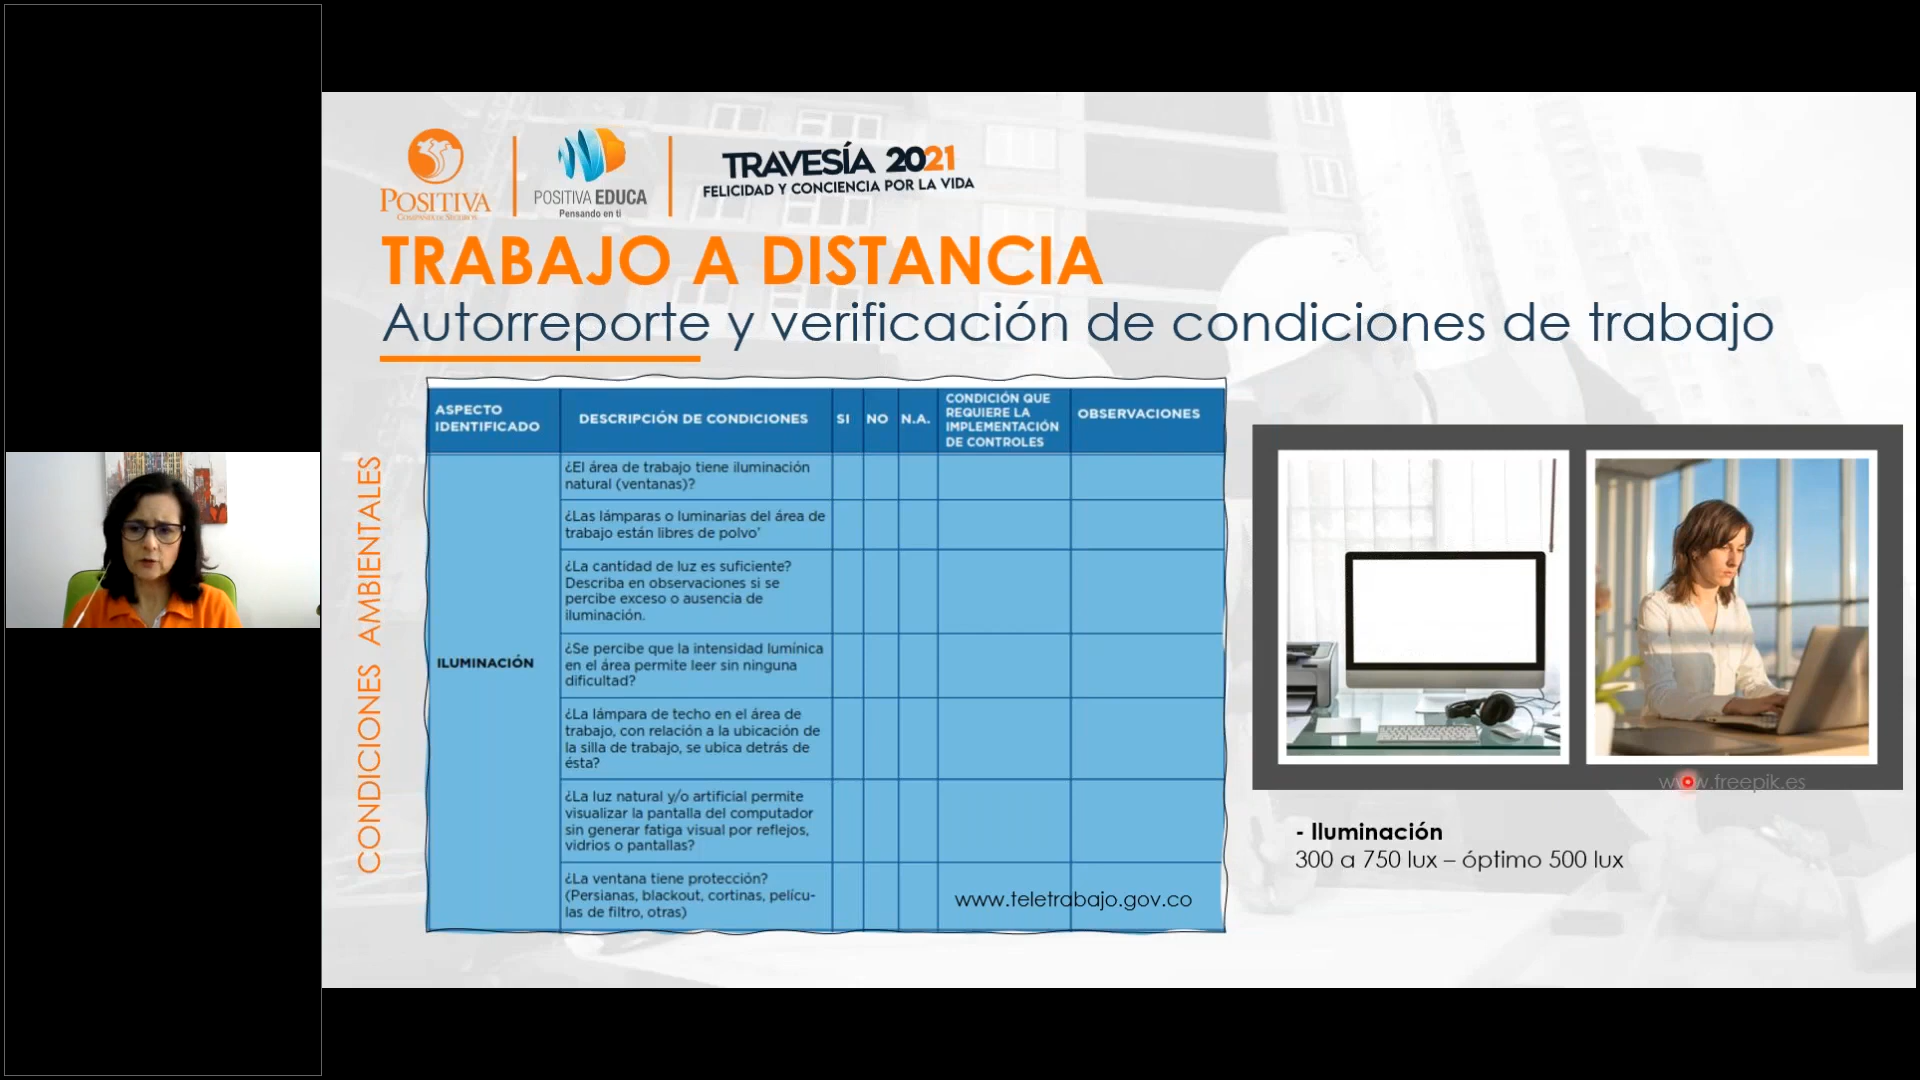 POSITIVA
COMPAÑÍA DE SEGUROS
POSITIVA EDUCA
Pensando en ti
TRAVESÍA 2021
FELICIDAD Y CONCIENCIA POR LA VIDA
TRABAJO A DISTANCIA
Autorreporte y verificación de condiciones de trabajo
CONDICIONES AMBIENTALES
ASPECTO
IDENTIFICADO
DESCRIPCIÓN DE CONDICIONES
SI
NO
N.A.
CONDICIÓN QUE
REQUIERE LA
IMPLEMENTACIÓN
DE CONTROLES
OBSERVACIONES
ILUMINACIÓN
¿El área de trabajo tiene iluminación
natural (ventanas)?
¿Las lámparas o luminarias del área de
trabajo están libres de polvo'
¿La cantidad de luz es suficiente?
Describa en observaciones si se
percibe exceso o ausencia de
iluminación.
¿Se percibe que la intensidad lumínica
en el área permite leer sin ninguna
dificultad?
¿La lámpara de techo en el área de
trabajo, con relación a la ubicación de
la silla de trabajo, se ubica detrás de
ésta?
¿La luz natural y/o artificial permite
visualizar la pantalla del computador
sin generar fatiga visual por reflejos,
vidrios o pantallas?
¿La ventana tiene protección?
(Persianas, blackout, cortinas, pelícu-
las de filtro, otras)
www.teletrabajo.gov.co
www.freepik.es
- Iluminación
300 a 750 lux – óptimo 500 lux